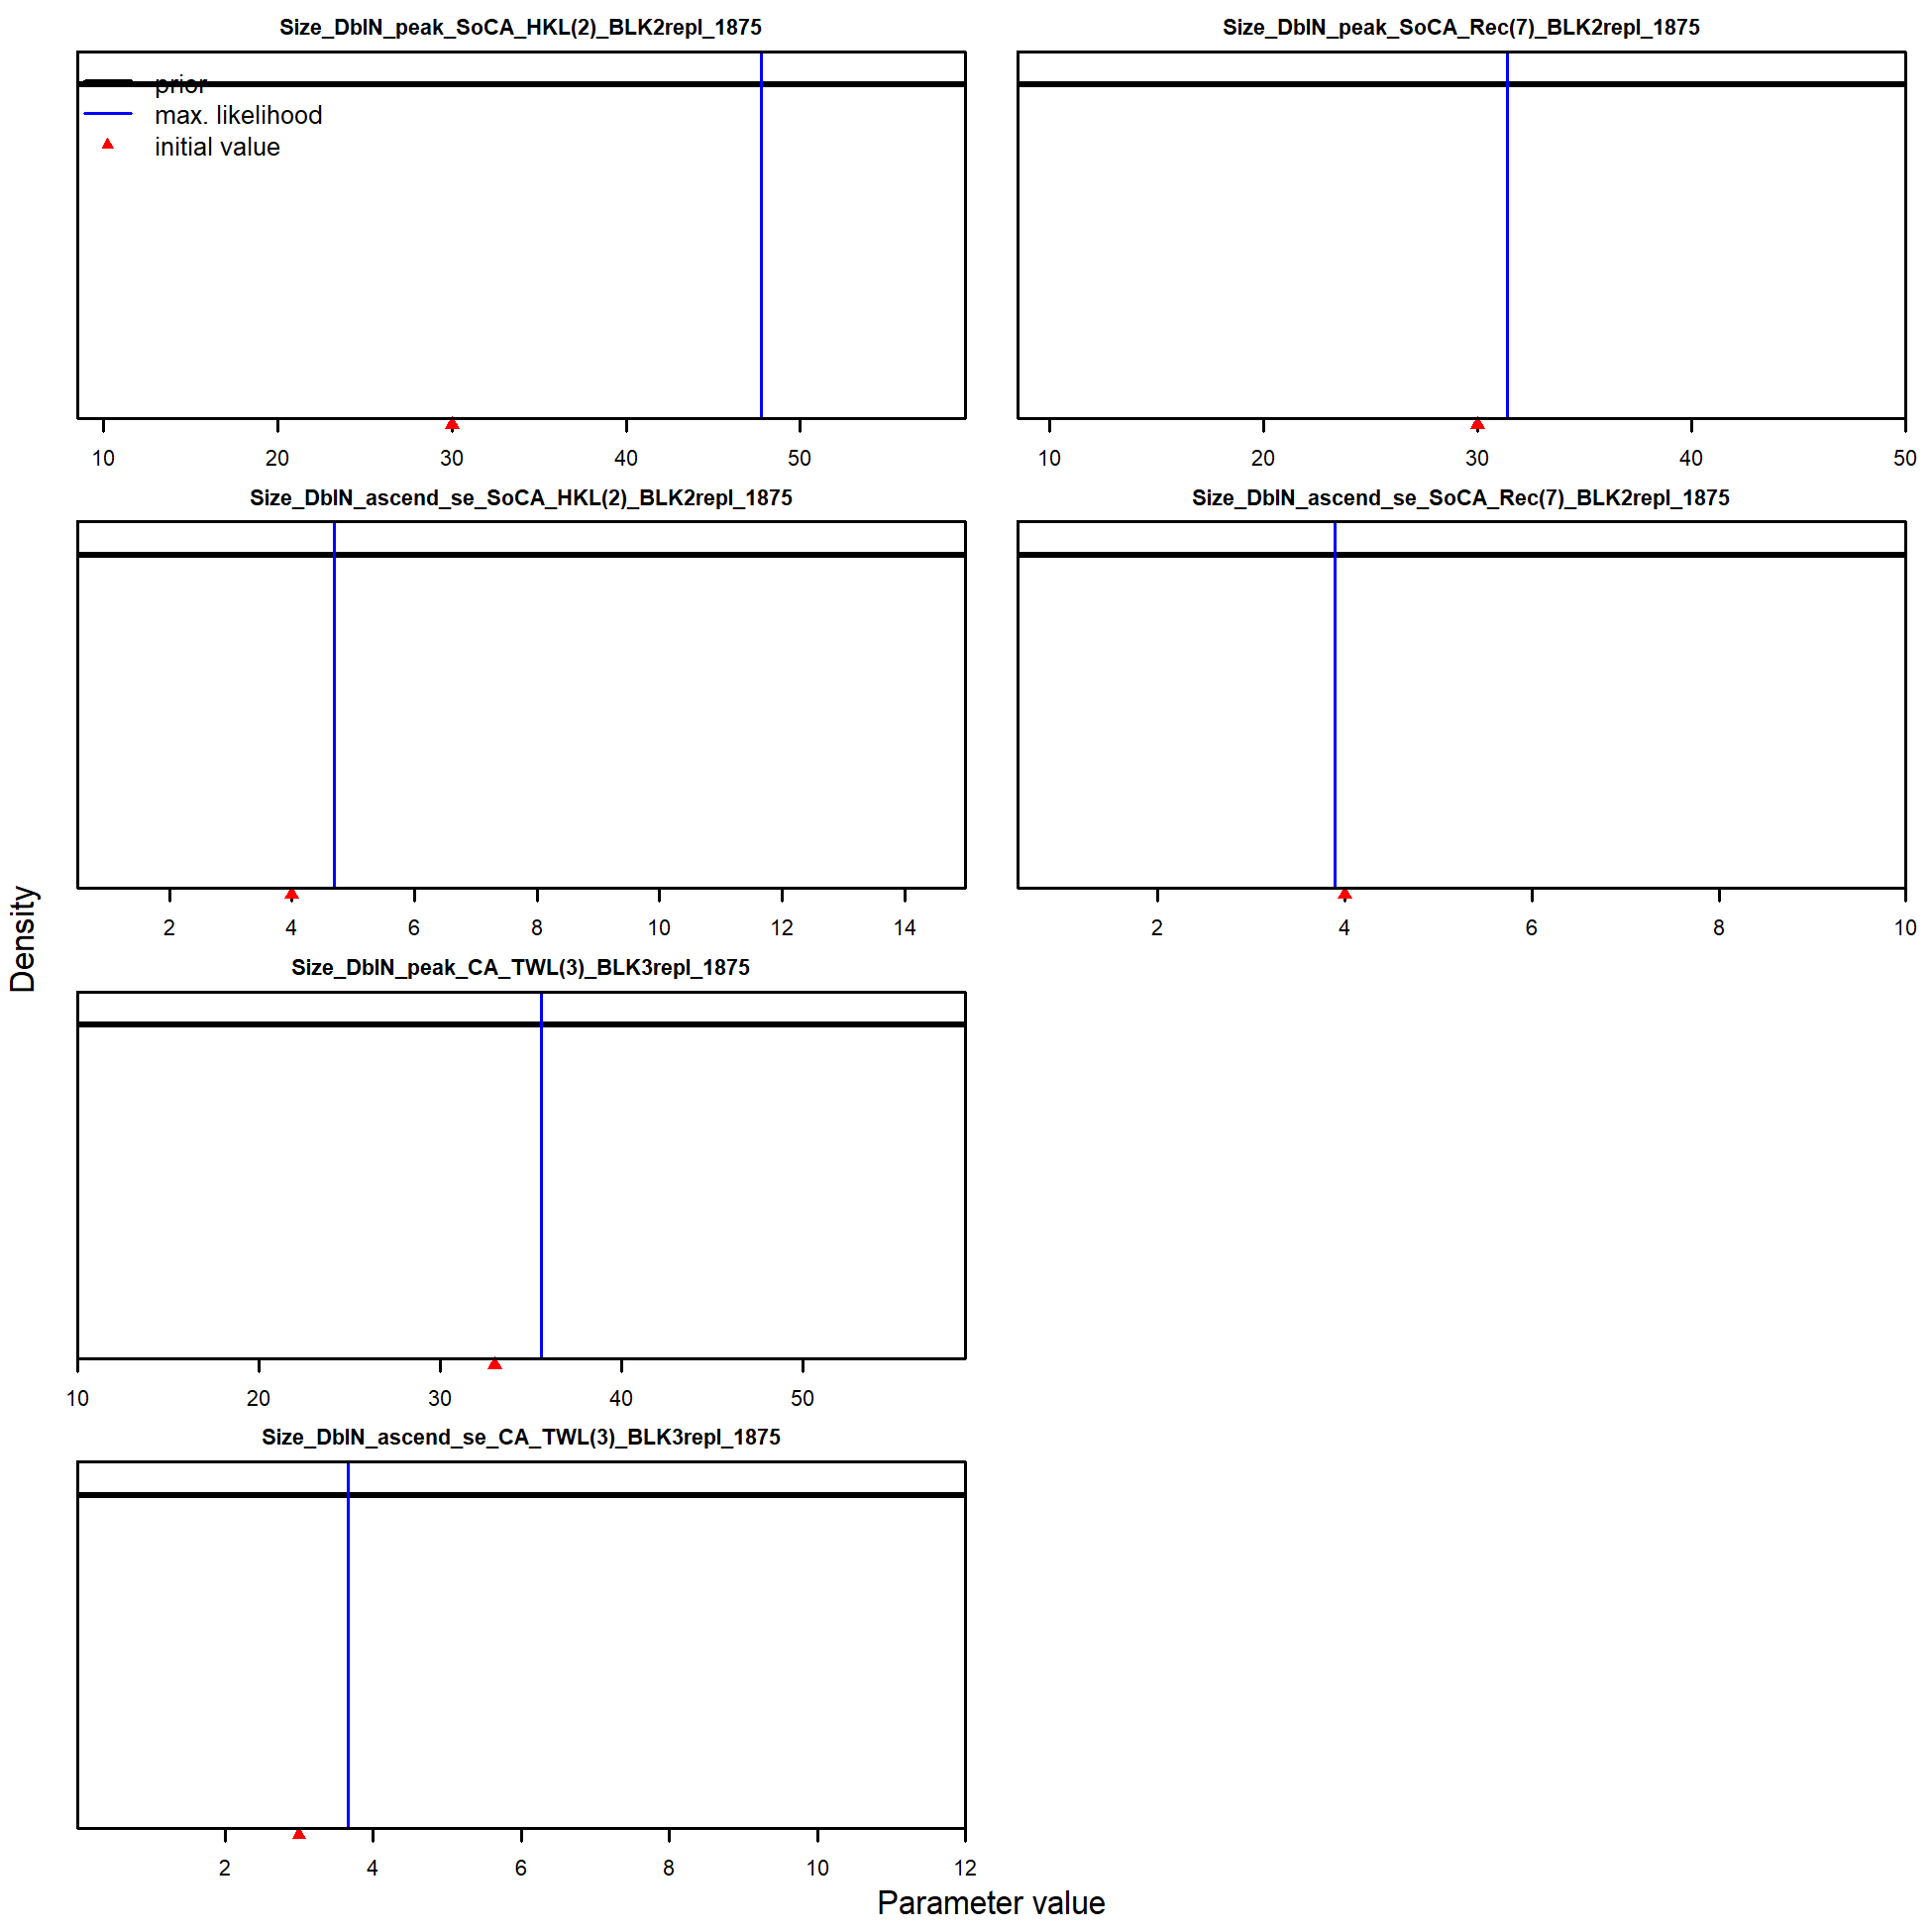 Size_DblN_peak_SoCA_HKL(2)_BLK2repl_1875
prior
max. likelihood
initial value
10 20 30 40 50
Size_DblN_peak_SoCA_Rec(7)_BLK2repl_1875
10 20 30 40 50
Size_DblN_ascend_se_SoCA_HKL(2)_BLK2repl_1875
2 4 6 8 10 12 14
Size_DblN_ascend_se_SoCA_Rec(7)_BLK2repl_1875
2 4 6 8 10
Size_DblN_peak_CA_TWL(3)_BLK3repl_1875
10 20 30 40 50
Size_DblN_ascend_se_CA_TWL(3)_BLK3repl_1875
2 4 6 8 10 12
Density
Parameter value